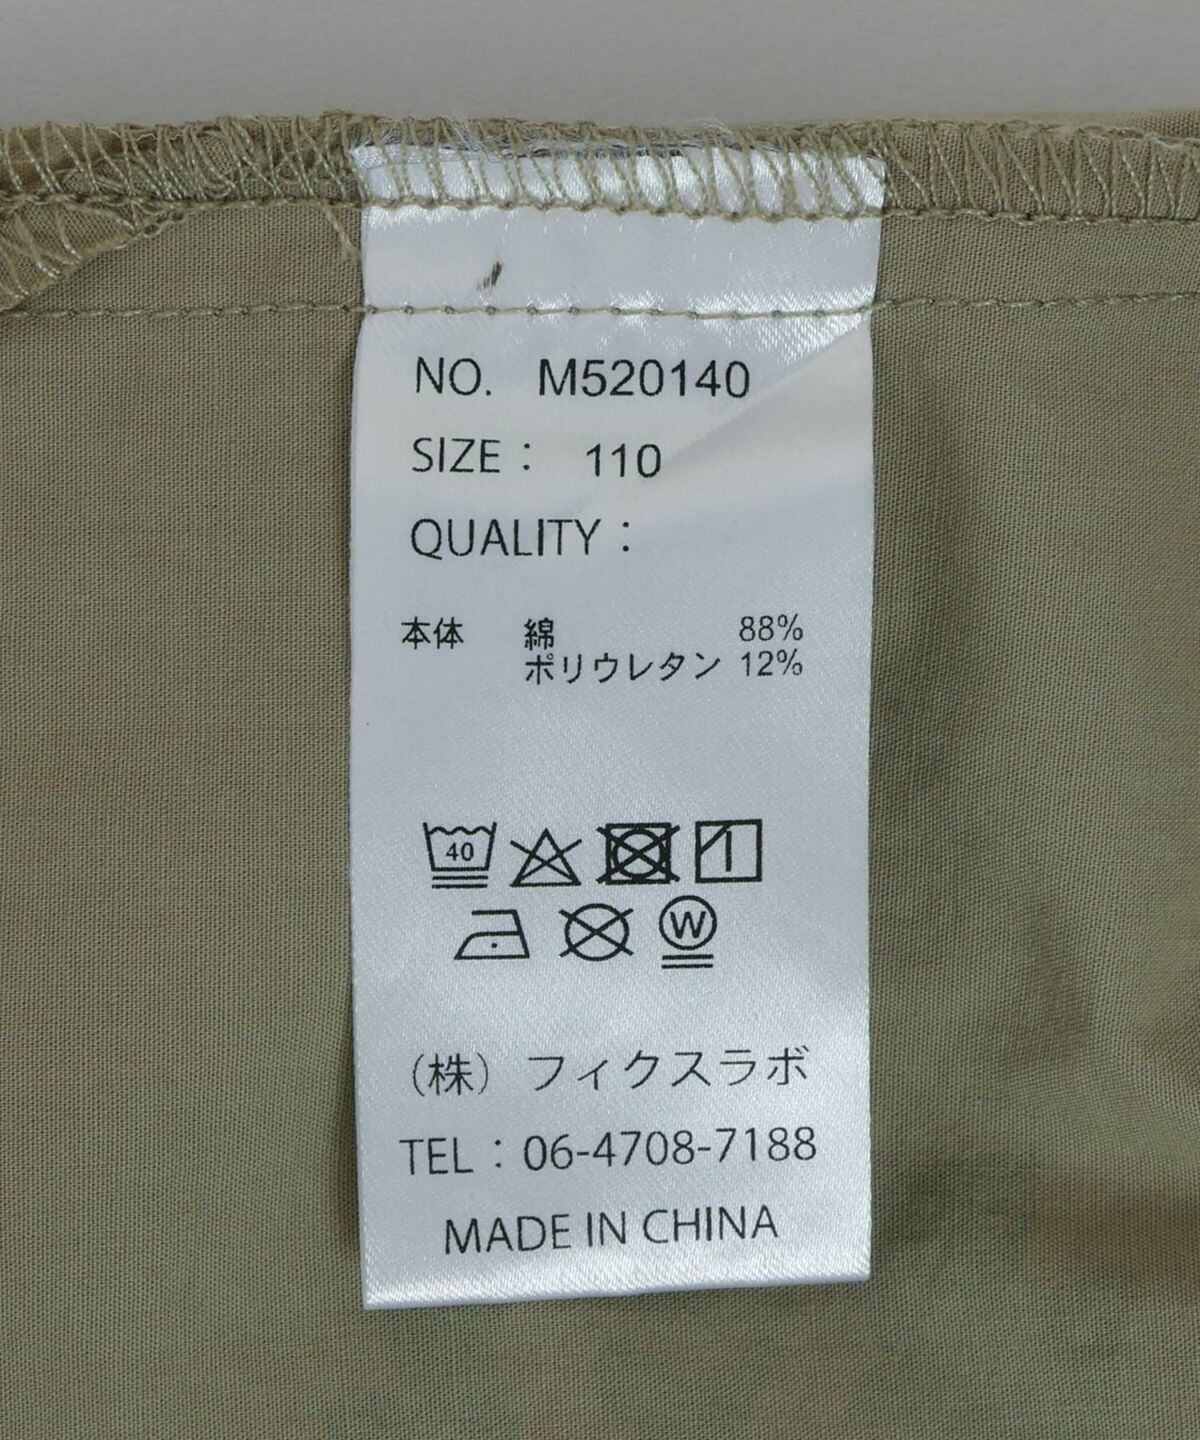 NO. M520140
SIZE： 110
QUALITY：
本体 綿 88%
ポリウレタン 12%
40
W
（株）フィクスラボ
TEL：06-4708-7188
MADE IN CHINA